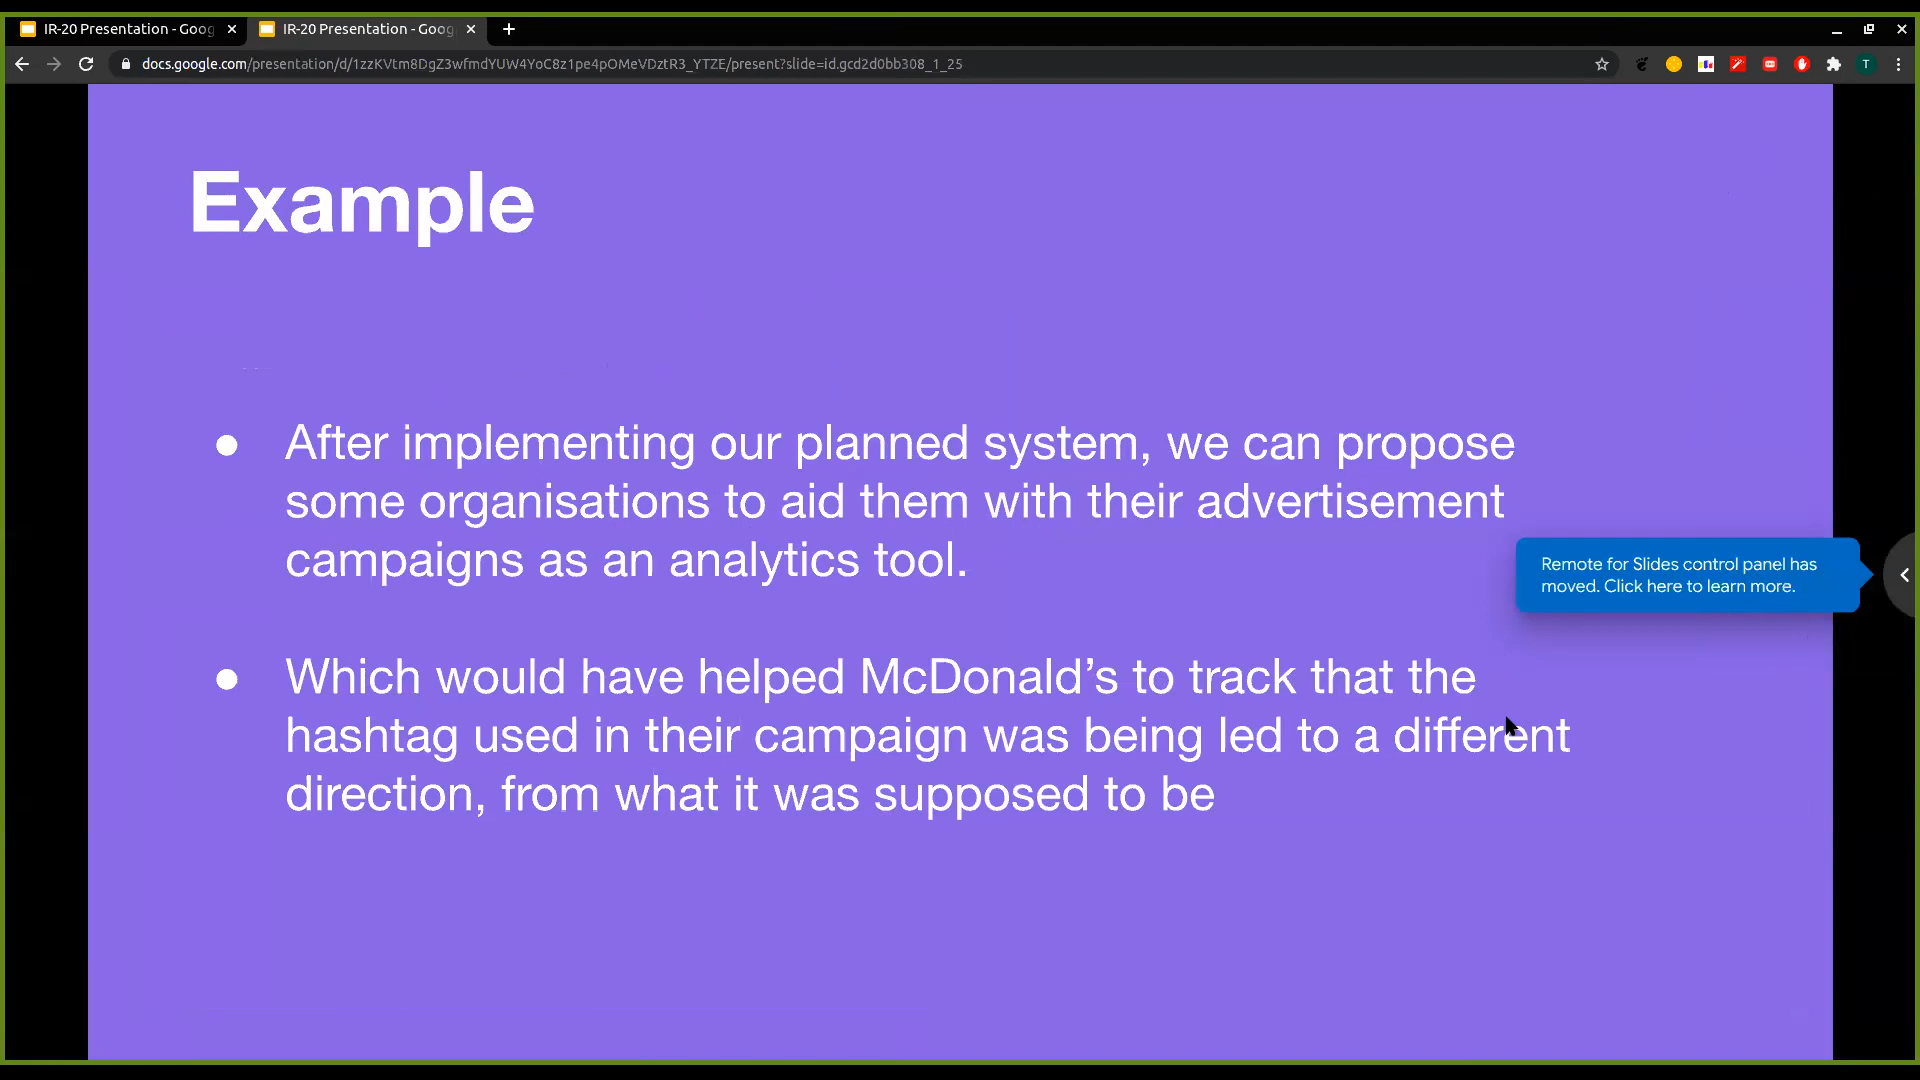 IR-20 Presentation - Goog
IR-20 Presentation - Goog
docs.google.com/presentation/d/1zzKVtm8DgZ3wfmdYUW4YoC8z1pe4pOMeVDztR3_YTZE/present?slide=id.gcd2d0bb308_1_25
T
Example
● After implementing our planned system, we can propose
some organisations to aid them with their advertisement
campaigns as an analytics tool.
Remote for Slides control panel has
moved. Click here to learn more.
● Which would have helped McDonald’s to track that the
hashtag used in their campaign was being led to a different
direction, from what it was supposed to be